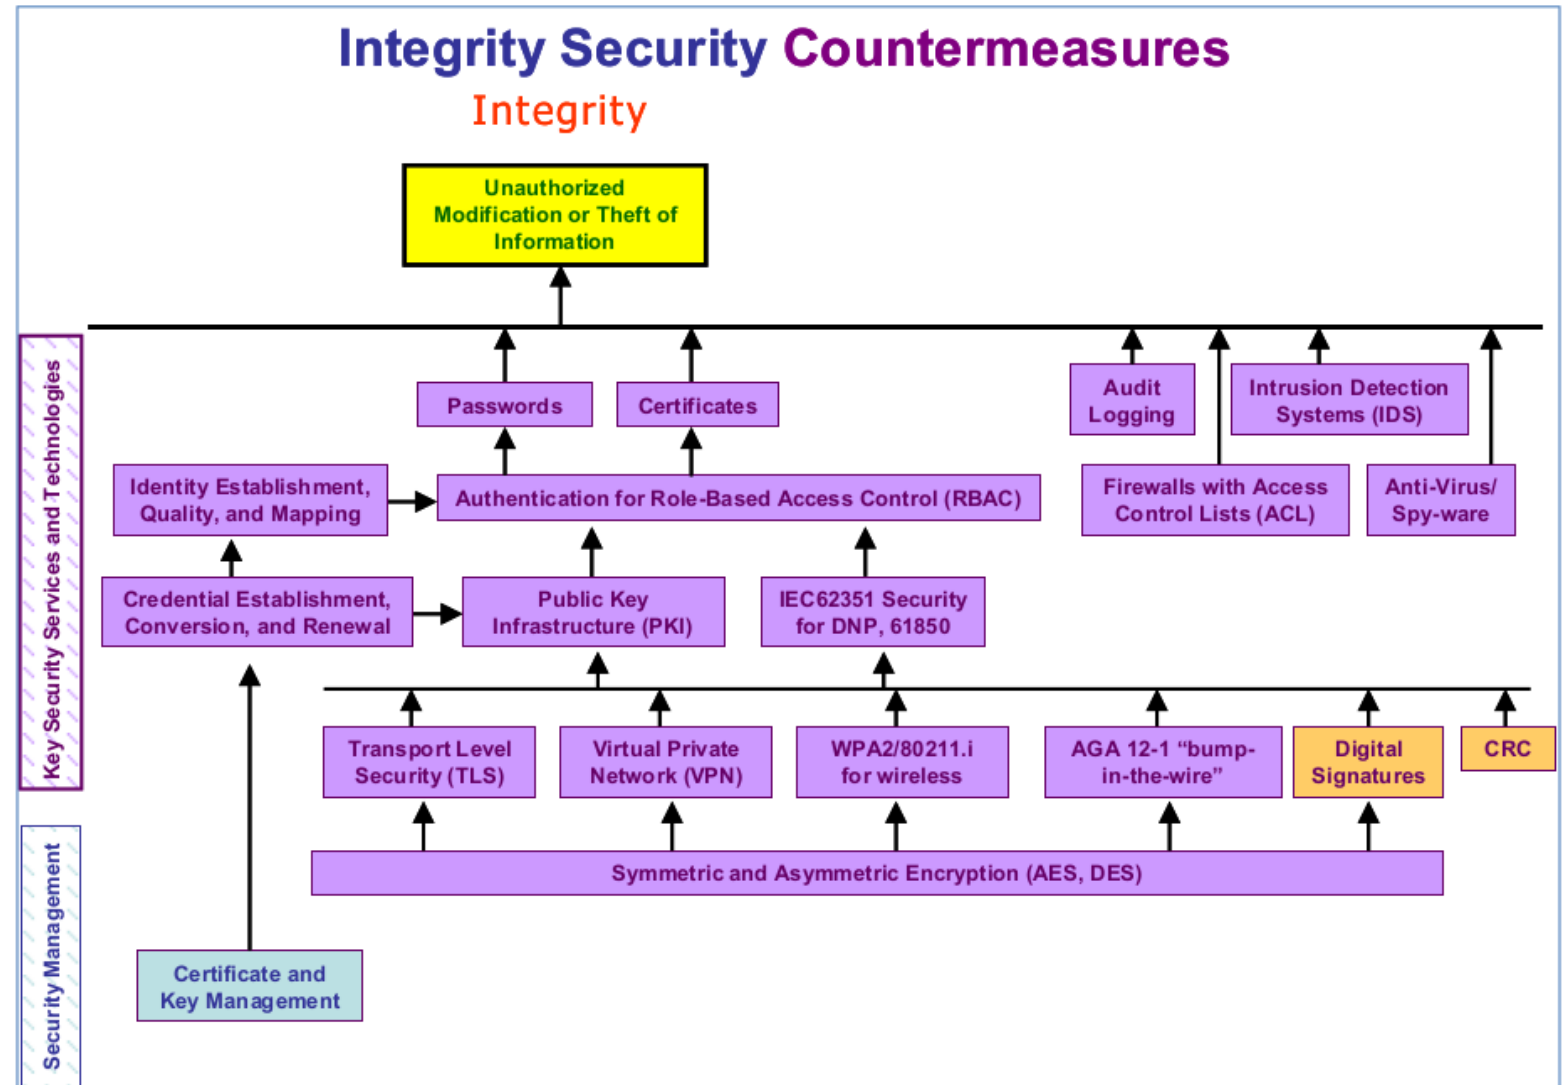 Integrity Security Countermeasures
Integrity
Unauthorized
Modification or Theft of
Information
Key Security Services and Technologies
Passwords
Certificates
Audit
Logging
Intrusion Detection
Systems (IDS)
Identity Establishment,
Quality, and Mapping
Authentication for Role-Based Access Control (RBAC)
Firewalls with Access
Control Lists (ACL)
Anti-Virus/
Spy-ware
Credential Establishment,
Conversion, and Renewal
Public Key
Infrastructure (PKI)
IEC62351 Security
for DNP, 61850
Transport Level
Security (TLS)
Virtual Private
Network (VPN)
WPA2/80211.i
for wireless
AGA 12-1 “bump-
in-the-wire”
Digital
Signatures
CRC
Symmetric and Asymmetric Encryption (AES, DES)
Security Management
Certificate and
Key Management